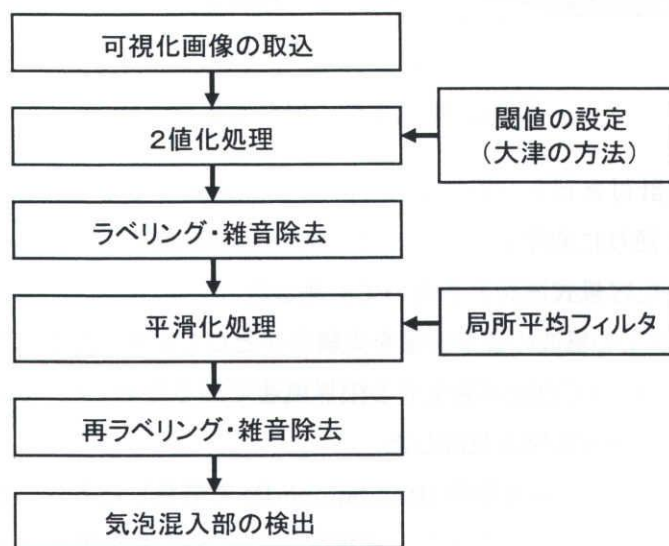 可視化画像の取込
2値化処理
閾値の設定
(大津の方法)
ラベリング・雑音除去
平滑化処理
局所平均フィルタ
再ラベリング・雑音除去
気泡混入部の検出